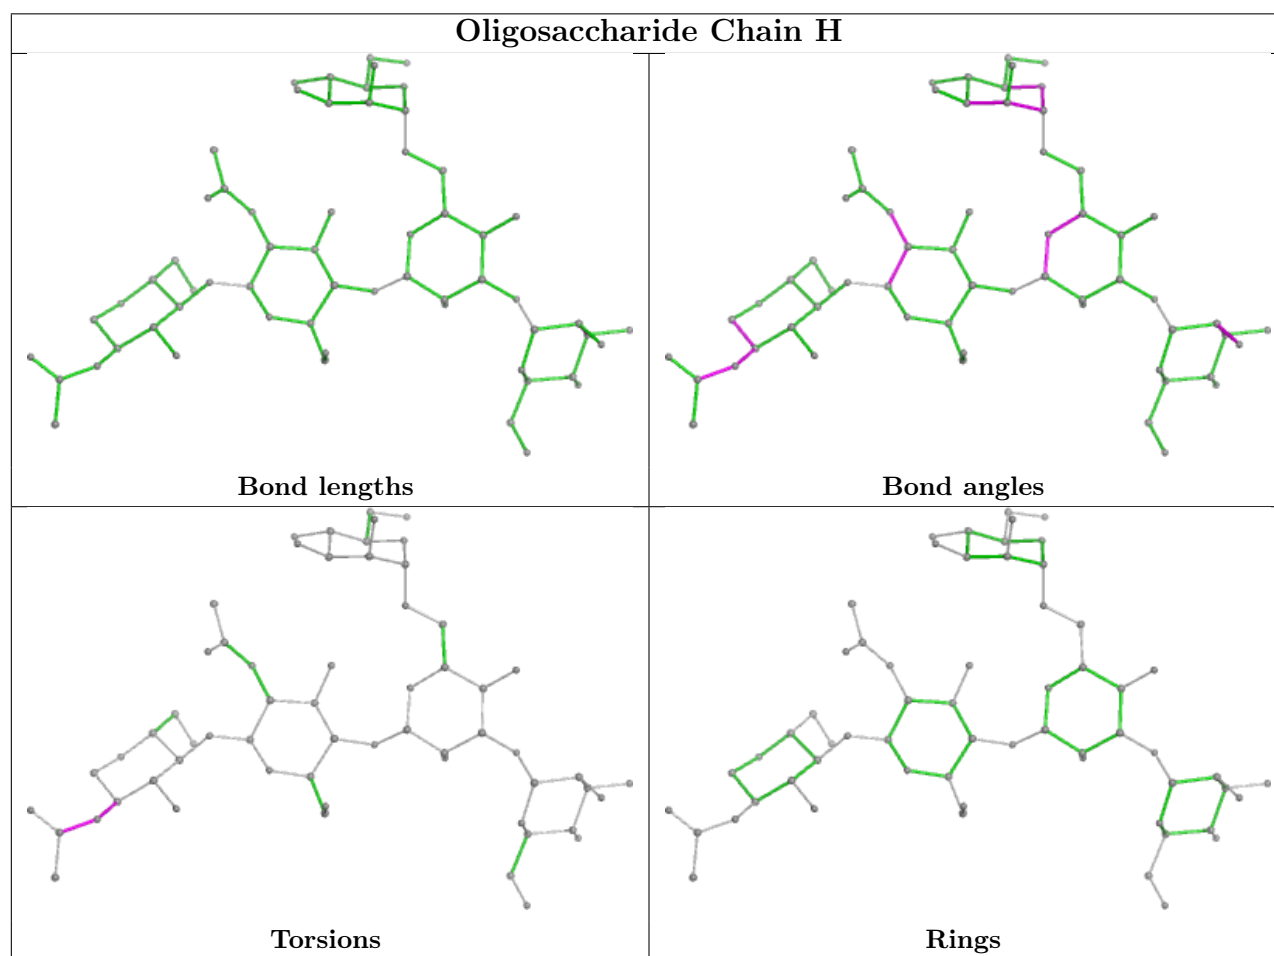 Oligosaccharide Chain H
Bond lengths
Bond angles
Torsions
Rings